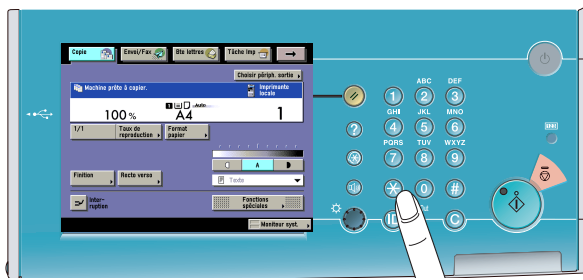 Copie
Envoi/Fax
Bte lettres
Tâche Imp
Choisir périph. sortie
Machine prête à copier.
Imprimante
locale
1
Auto
100%
A4
1
1/1
Taux de
reproduction
Format
papier
A
Texte
Finition
Recto verso
Inter-
ruption
Fonctions
spéciales
Moniteur syst.
ABC
DEF
1
2
3
GHI
JKL
MNO
4
5
6
PQRS
TUV
WXYZ
7
8
9
0
#
ID
C